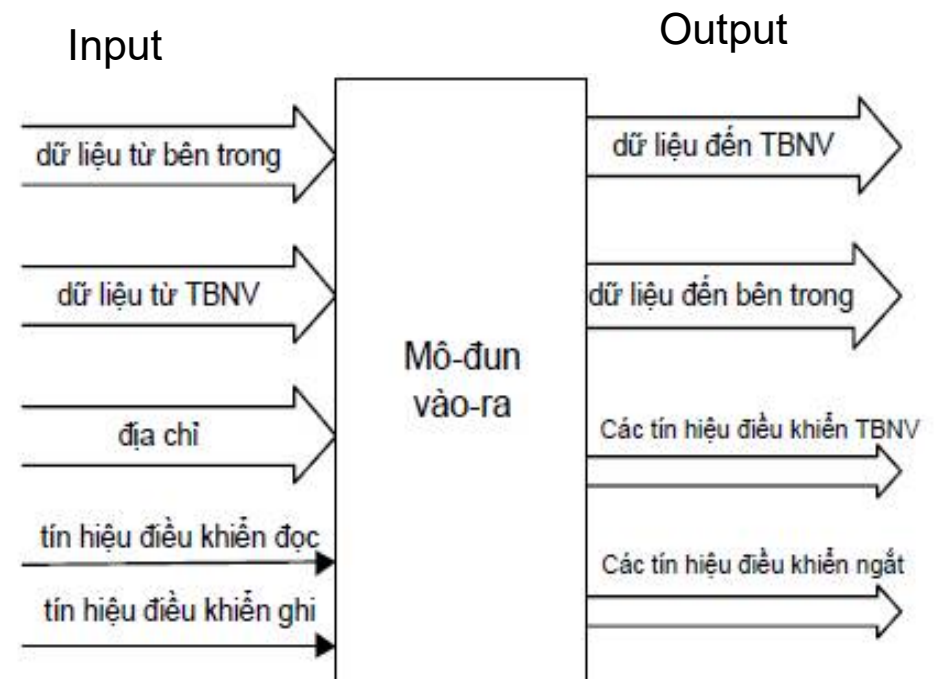 Input
Output
dữ liệu từ bên trong
dữ liệu từ TBNV
địa chỉ
tín hiệu điều khiển đọc
tín hiệu điều khiển ghi
Mô-đun
vào-ra
dữ liệu đến TBNV
dữ liệu đến bên trong
Các tín hiệu điều khiển TBNV
Các tín hiệu điều khiển ngắt